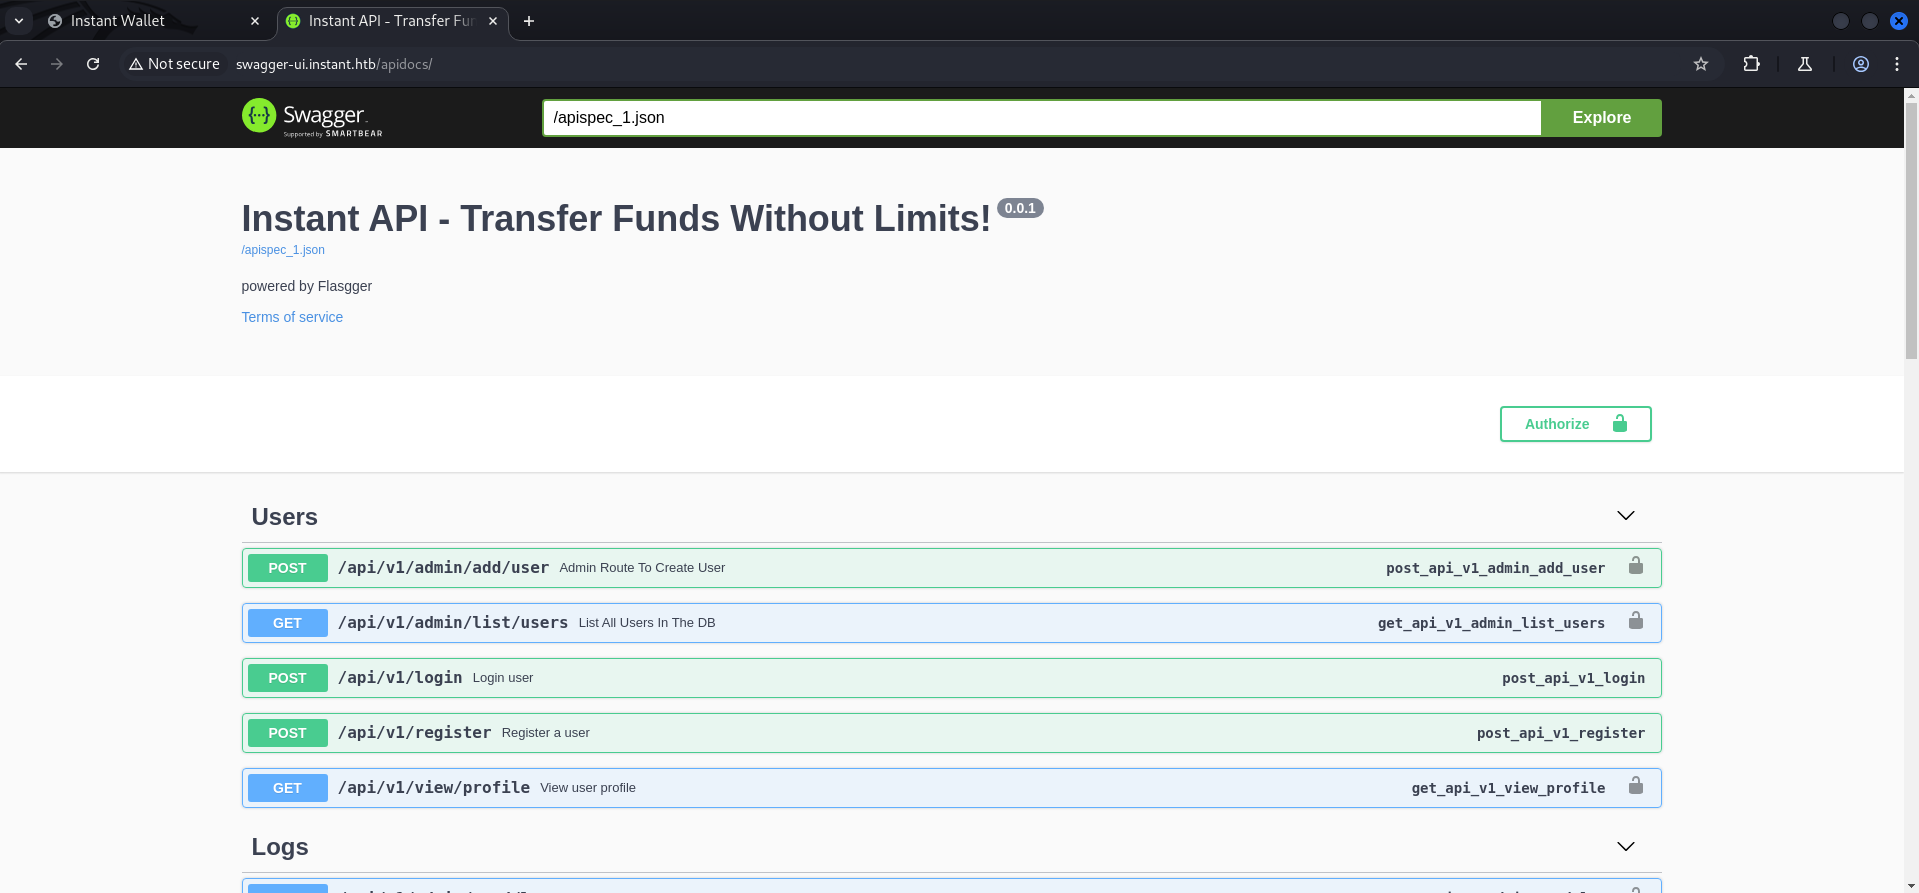 Instant Wallet
Instant API - Transfer Fun
Not secure
swagger-ui.instant.htb/apidocs/
Swagger
Supported by SMARTBEAR
/apispec_1.json
Explore
Instant API - Transfer Funds Without Limits! 0.0.1
/apispec_1.json
powered by Flasgger
Terms of service
Authorize
Users
POST /api/v1/admin/add/user Admin Route To Create User post_api_v1_admin_add_user
GET /api/v1/admin/list/users List All Users In The DB get_api_v1_admin_list_users
POST /api/v1/login Login user post_api_v1_login
POST /api/v1/register Register a user post_api_v1_register
GET /api/v1/view/profile View user profile get_api_v1_view_profile
Logs